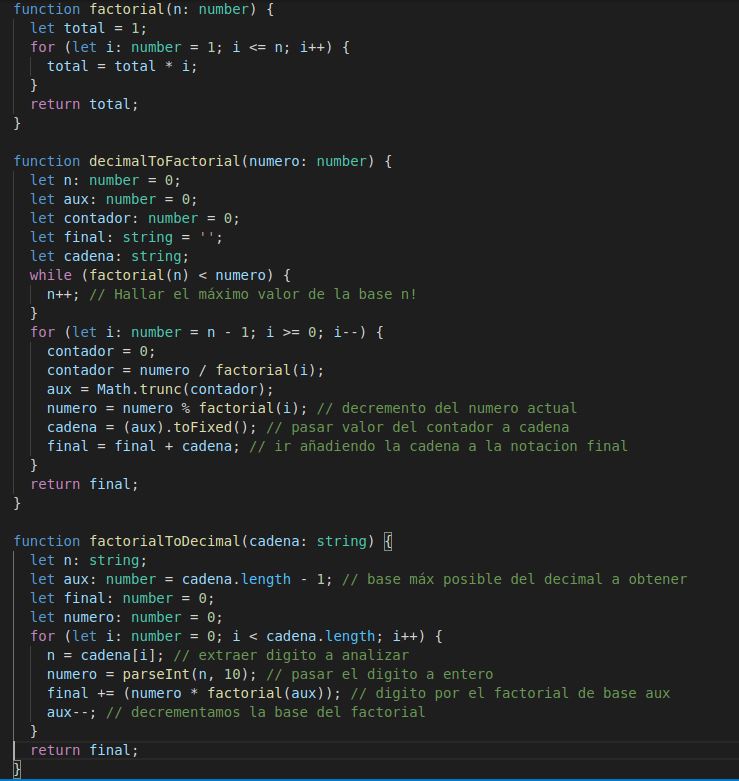 function factorial(n: number) {
  let total = 1;
  for (let i: number = 1; i <= n; i++) {
    total = total * i;
  }
  return total;
}

function decimalToFactorial(numero: number) {
  let n: number = 0;
  let aux: number = 0;
  let contador: number = 0;
  let final: string = '';
  let cadena: string;
  while (factorial(n) < numero) {
    n++; // Hallar el máximo valor de la base n!
  }
  for (let i: number = n - 1; i >= 0; i--) {
    contador = 0;
    contador = numero / factorial(i);
    aux = Math.trunc(contador);
    numero = numero % factorial(i); // decremento del numero actual
    cadena = (aux).toFixed(); // pasar valor del contador a cadena
    final = final + cadena; // ir añadiendo la cadena a la notacion final
  }
  return final;
}

function factorialToDecimal(cadena: string) {
  let n: string;
  let aux: number = cadena.length - 1; // base máx posible del decimal a obtener
  let final: number = 0;
  let numero: number = 0;
  for (let i: number = 0; i < cadena.length; i++) {
    n = cadena[i]; // extraer digito a analizar
    numero = parseInt(n, 10); // pasar el digito a entero
    final += (numero * factorial(aux)); // digito por el factorial de base aux
    aux--; // decrementamos la base del factorial
  }
  return final;
}